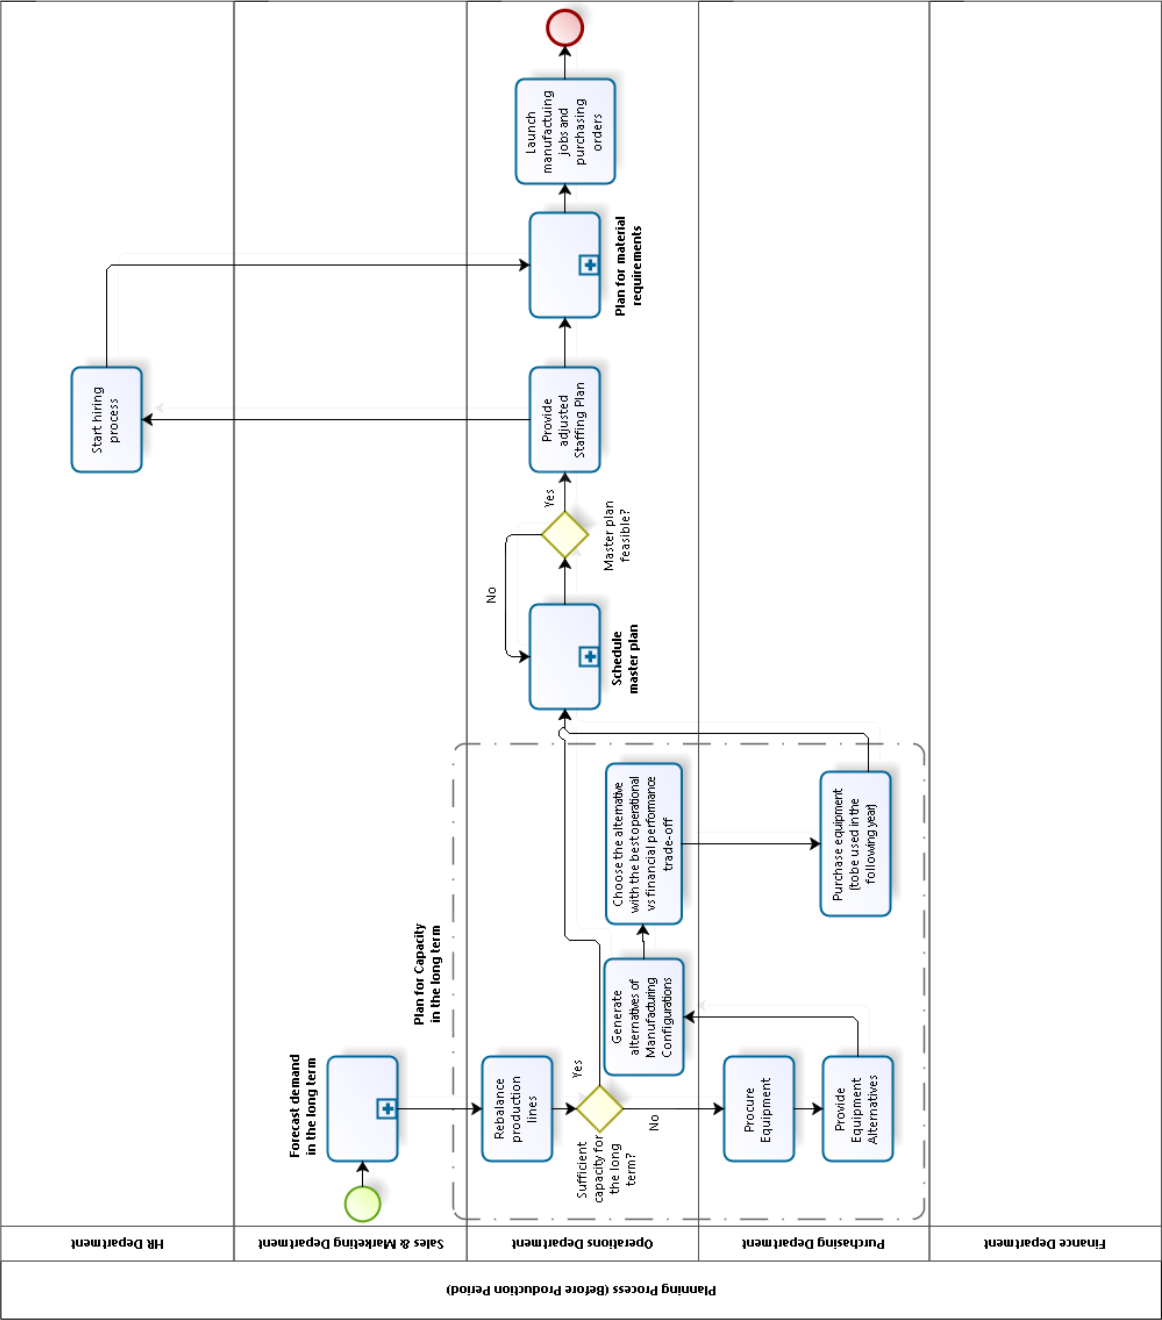 Planning Process (Before Production Period)
HR Department
Sales & Marketing Department
Operations Department
Purchasing Department
Finance Department
Forecast demand
in the long term
Plan for Capacity
in the long term
Rebalance
production
lines
Sufficient
capacity for
the long
term?
Yes
No
Procure
Equipment
Provide
Equipment
Alternatives
Generate
alternatives of
Manufacturing
Configurations
Choose the alternative
with the best operational
vs financial performance
trade-off
Purchase equipment
(tobe used in the
following year)
Schedule
master plan
No
Master plan
feasible?
Yes
Provide
adjusted
Staffing Plan
Start hiring
process
Plan for material
requirements
Launch
manufactuing
jobs and
purchasing
orders